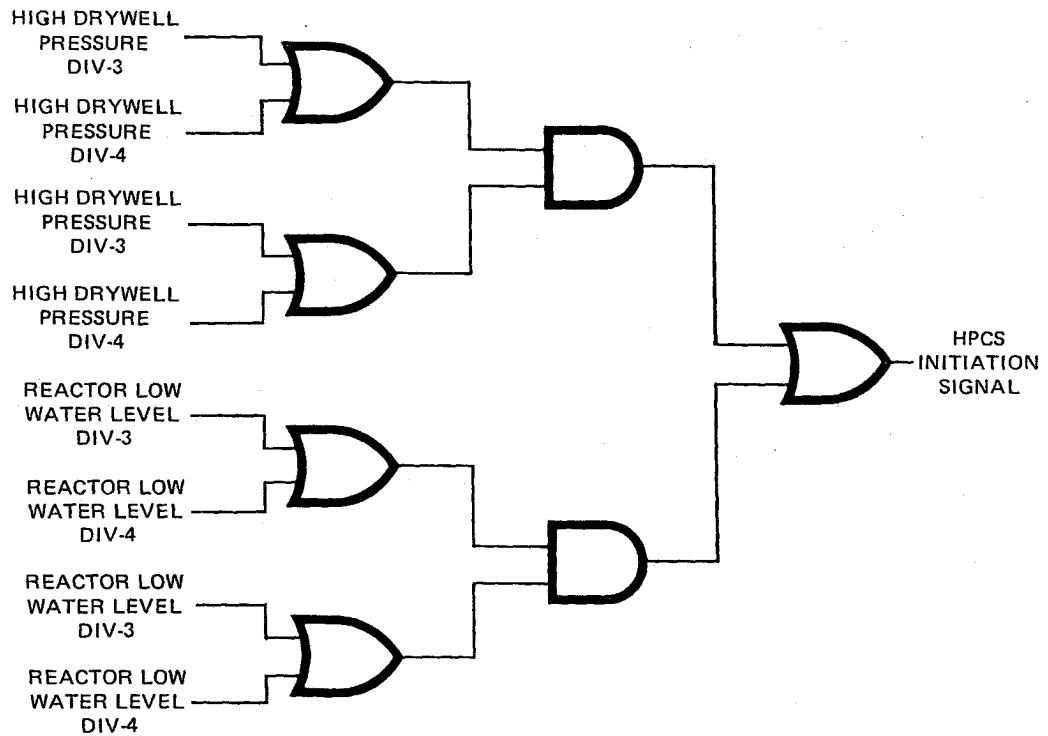 HIGH DRYWELL
PRESSURE
DIV-3
HIGH DRYWELL
PRESSURE
DIV-4
HIGH DRYWELL
PRESSURE
DIV-3
HIGH DRYWELL
PRESSURE
DIV-4
REACTOR LOW
WATER LEVEL
DIV-3
REACTOR LOW
WATER LEVEL
DIV-4
REACTOR LOW
WATER LEVEL
DIV-3
REACTOR LOW
WATER LEVEL
DIV-4
HPCS
INITIATION
SIGNAL